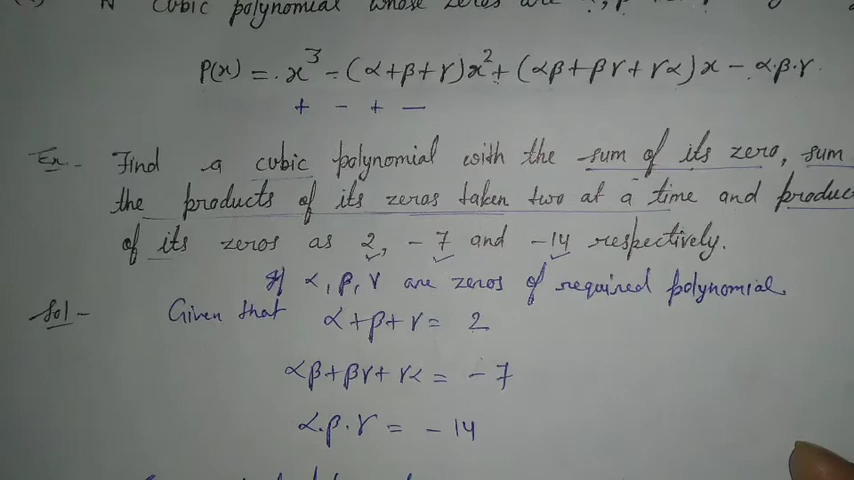 N cubic polynomial whose zeros are
P(x) = x³ - (α+β+γ)x² + (αβ+βγ+γα)x - α.β.γ.
+ - + -
Ex.- Find a cubic polynomial with the sum of its zero, sum
the products of its zeros taken two at a time and produc
of its zeros as 2, -7 and -14 respectively.
If α, β, γ are zeros of required polynomial.
Sol- Given that α+β+γ = 2
αβ+βγ+γα = -7
α.β.γ = -14